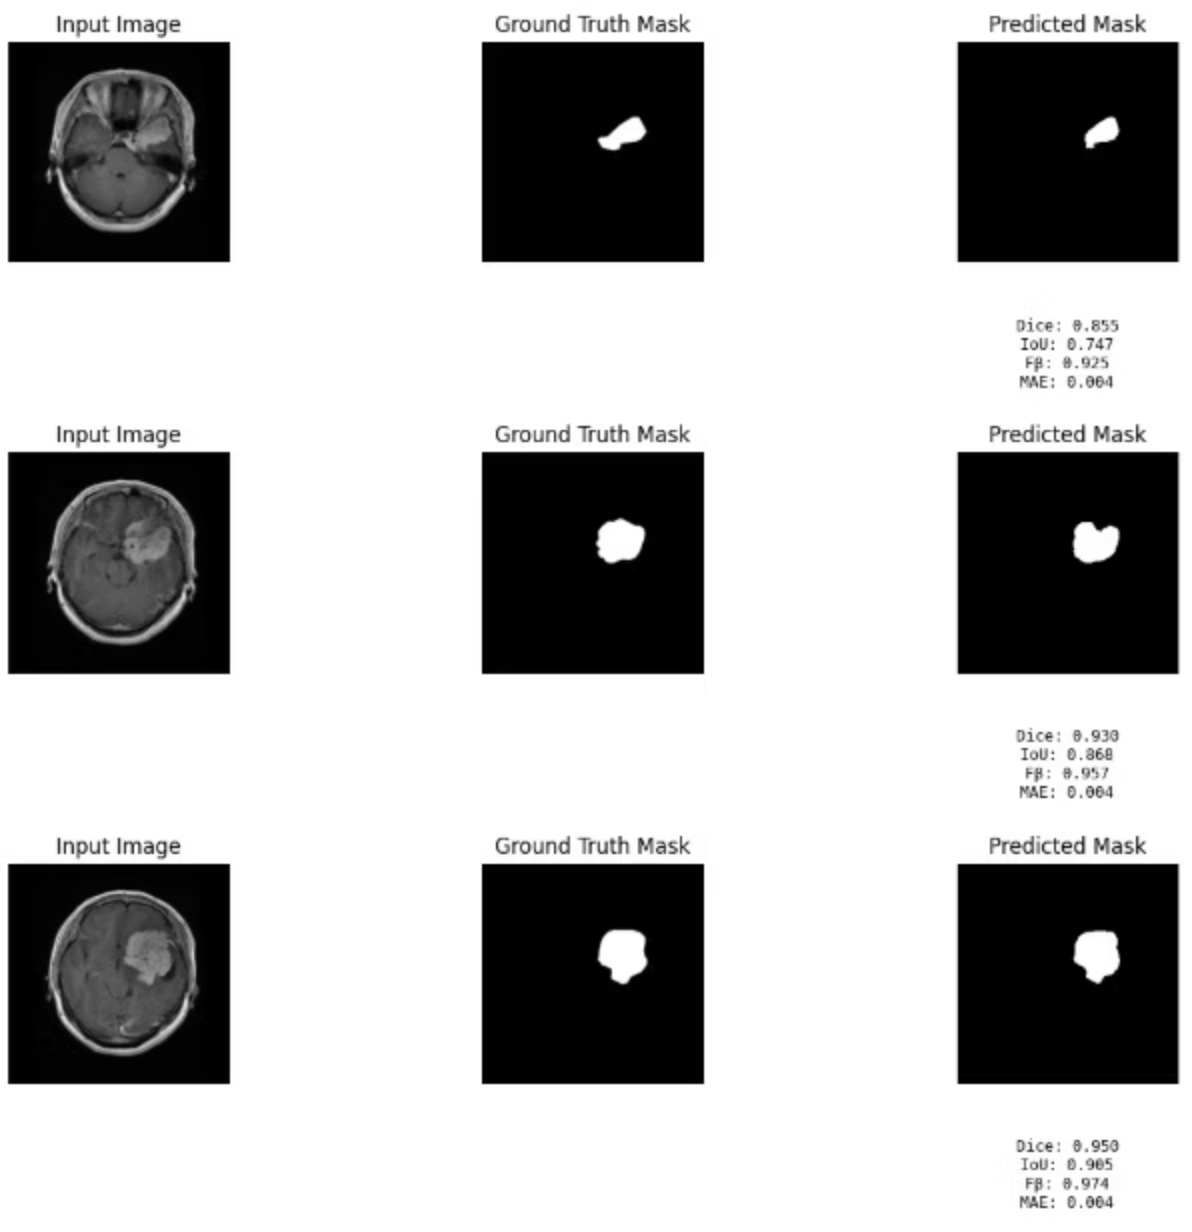 Input Image
Ground Truth Mask
Predicted Mask
Dice: 0.855
IoU: 0.747
Fβ: 0.925
MAE: 0.004
Input Image
Ground Truth Mask
Predicted Mask
Dice: 0.930
IoU: 0.868
Fβ: 0.957
MAE: 0.004
Input Image
Ground Truth Mask
Predicted Mask
Dice: 0.950
IoU: 0.905
Fβ: 0.974
MAE: 0.004